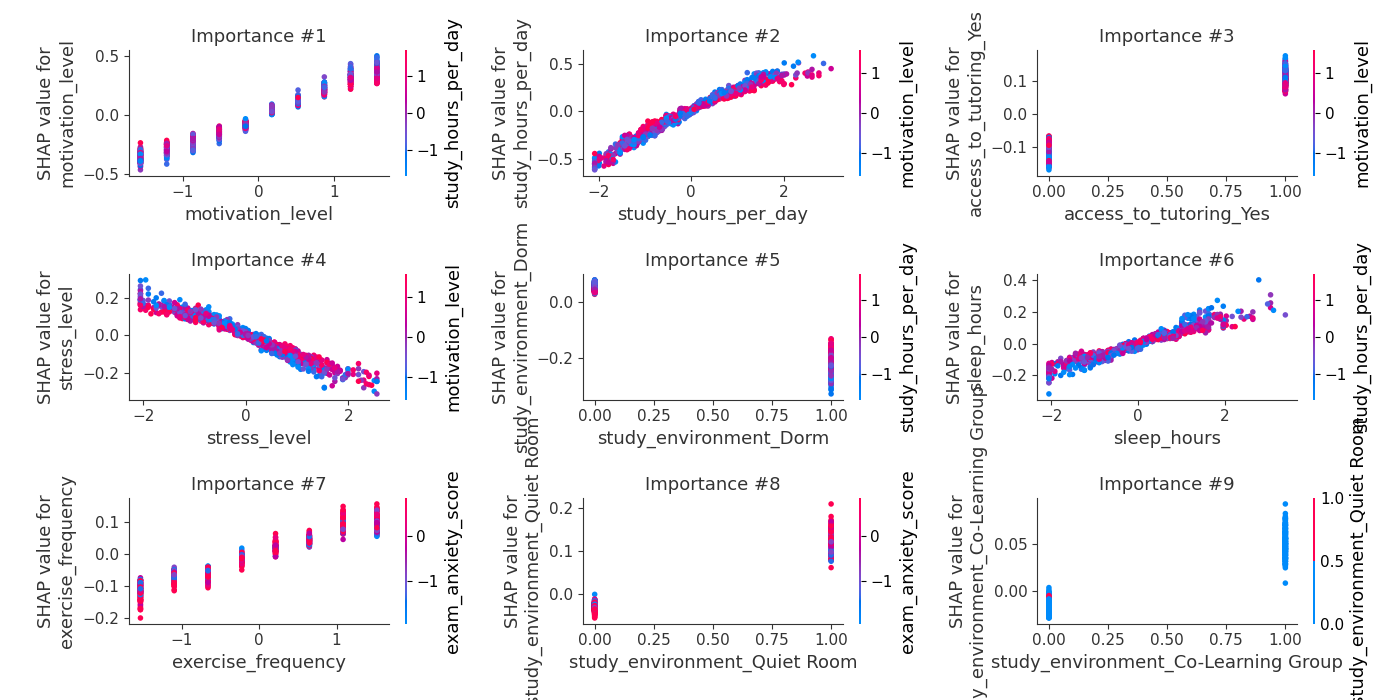 Importance #1
SHAP value for
motivation_level
0.5
0.0
−0.5
−1
0
1
motivation_level
1
0
−1
study_hours_per_day
Importance #2
SHAP value for
study_hours_per_day
0.5
0.0
−0.5
−2
0
2
study_hours_per_day
1
0
−1
motivation_level
Importance #3
SHAP value for
access_to_tutoring_Yes
0.1
−0.1
0.00
0.25
0.50
0.75
1.00
access_to_tutoring_Yes
1
0
−1
motivation_level
Importance #4
SHAP value for
stress_level
0.2
0.0
−0.2
−2
0
2
stress_level
1
0
−1
motivation_level
Importance #5
SHAP value for
study_environment_Dorm
0.0
−0.2
0.00
0.25
0.50
0.75
1.00
study_environment_Dorm
1
0
−1
study_hours_per_day
Importance #6
SHAP value for
sleep_hours
0.4
0.2
0.0
−0.2
−2
0
2
sleep_hours
1
0
−1
study_hours_per_day
Importance #7
SHAP value for
exercise_frequency
0.1
0.0
−0.1
−0.2
−1
0
1
exercise_frequency
0
−1
exam_anxiety_score
Importance #8
SHAP value for
study_environment_Quiet Room
0.2
0.1
0.0
0.00
0.25
0.50
0.75
1.00
study_environment_Quiet Room
0
−1
exam_anxiety_score
Importance #9
SHAP value for
y_environment_Co-Learning Group
0.05
0.00
0.00
0.25
0.50
0.75
1.00
study_environment_Co-Learning Group
1.0
0.5
0.0
study_environment_Quiet Room